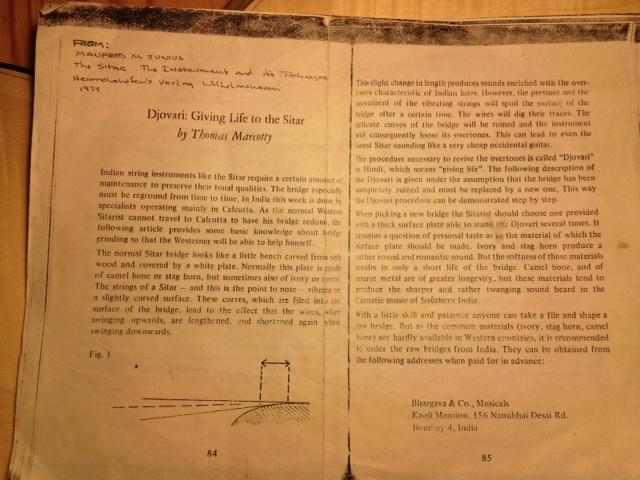 FROM:
MANFRED M JUNIUS
The Sitar The Instrument and its Technique
Heinrichshofen's Verlag Wilhelmshaven
1974
Djovari: Giving Life to the Sitar
by Thomas Marcotty
Indian string instruments like the Sitar require a certain amount of
maintenance to preserve their tonal qualities. The bridge especially
must be reground from time to time. In India this work is done by
specialists operating mainly in Calcutta. As the normal Western
Sitarist cannot travel to Calcutta to have his bridge redone, the
following article provides some basic knowledge about bridge
grinding so that the Westerner will be able to help himself.
The normal Sitar bridge looks like a little bench carved from soft
wood and covered by a white plate. Normally this plate is made
of camel bone or stag horn, but sometimes also of ivory or metal.
The strings of a Sitar — and this is the point to note — vibrate on
a slightly curved surface. These curves, which are filed into the
surface of the bridge, lead to the effect that the wires, when
swinging upwards, are lengthened, and shortened again when
swinging downwards.
Fig. 1
84
This slight change in length produces sounds enriched with the over-
tones characteristic of Indian lutes. However, the pressure and the
movement of the vibrating strings will spoil the surface of the
bridge after a certain time. The wires will dig their traces. The
delicate curves of the bridge will be ruined and the instrument
will consequently loose its overtones. This can lead to even the
finest Sitar sounding like a very cheap occidental guitar.
The procedure necessary to revive the overtones is called "Djovari"
in Hindi, which means "giving life". The following description of
the Djovari is given under the assumption that the bridge has been
completely ruined and must be replaced by a new one. This way
the Djovari procedure can be demonstrated step by step.
When picking a new bridge the Sitarist should choose one provided
with a thick surface plate able to stand the Djovari several times. It
remains a question of personal taste as to the material of which the
surface plate should be made. Ivory and stag horn produce a
rather round and romantic sound. But the softness of these materials
results in only a short life of the bridge. Camel bone, and of
course metal are of greater longevity, but these materials tend to
produce the sharper and rather twanging sound heard in the
Carnatic music of Southern India.
With a little skill and patience anyone can take a file and shape a
raw bridge. But as the common materials (ivory, stag horn, camel
bone) are hardly available in Western countries, it is recommended
to order the raw bridges from India. They can be obtained from
the following addresses when paid for in advance:
Bhargava & Co., Musicals
Kanji Mansion, 156 Nanubhai Desai Rd.
Bombay 4, India
85